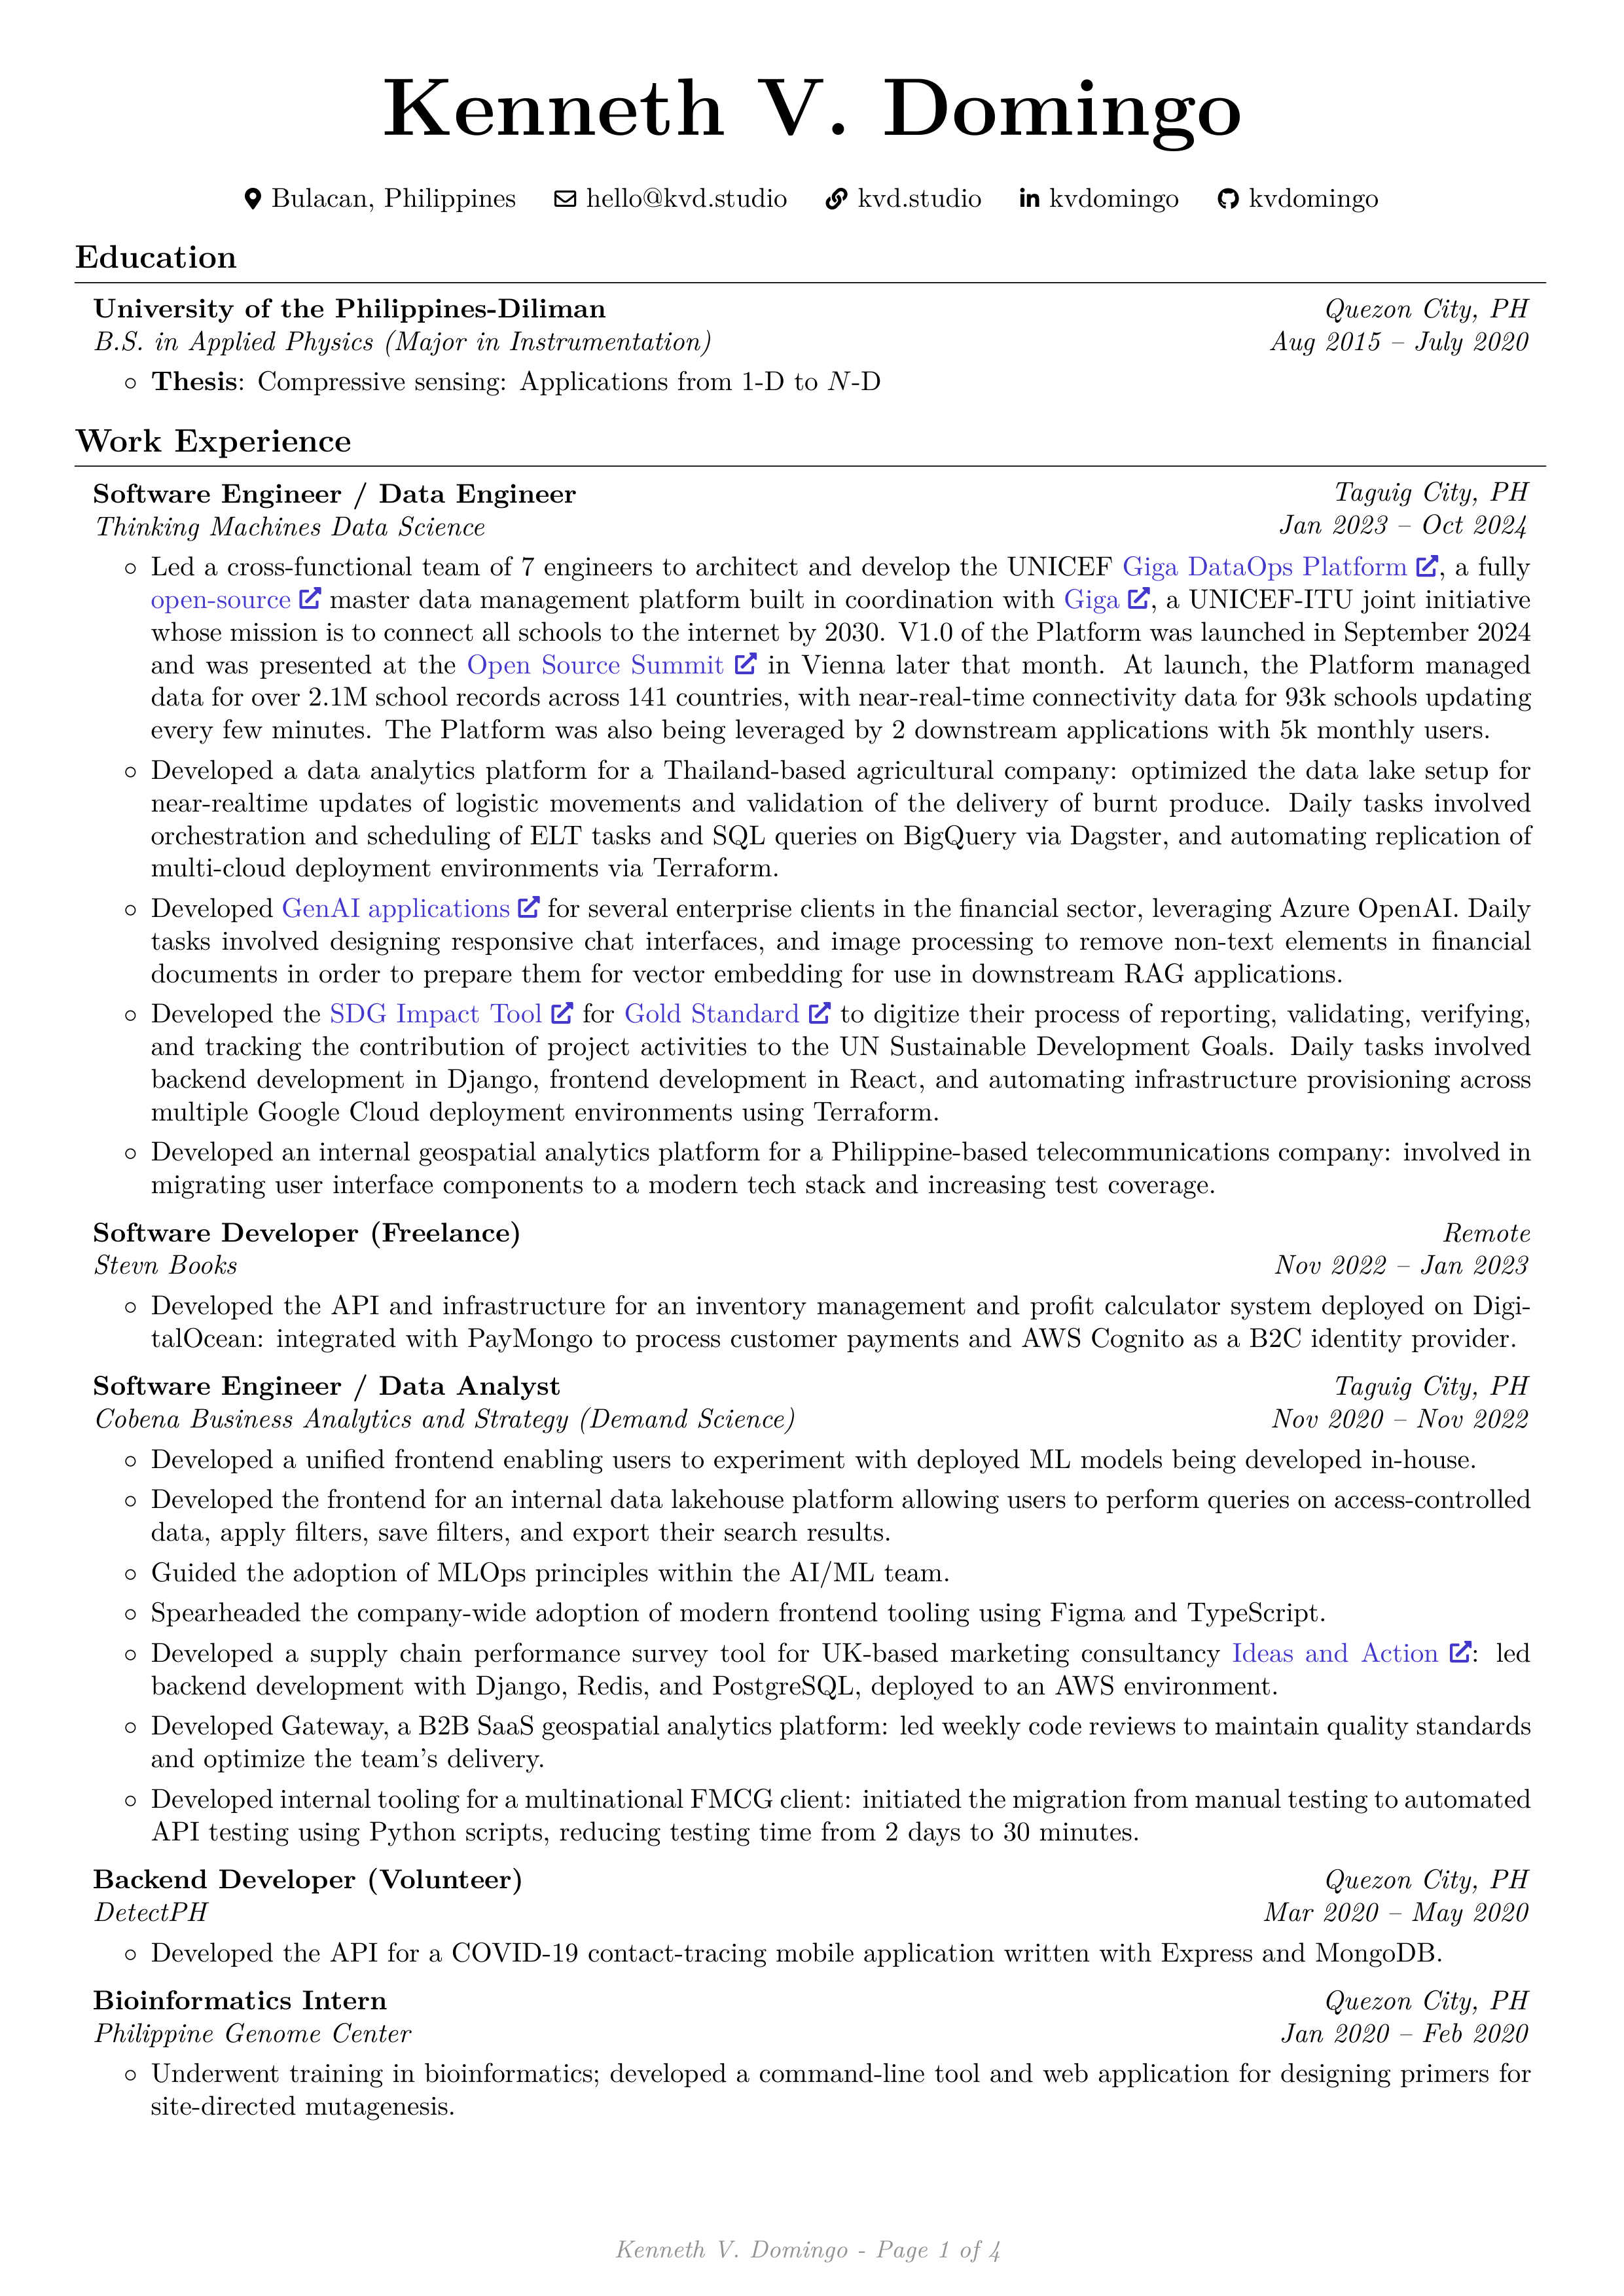 Kenneth V. Domingo
Bulacan, Philippines hello@kvd.studio kvd.studio kvdomingo kvdomingo
Education
University of the Philippines-Diliman Quezon City, PH
B.S. in Applied Physics (Major in Instrumentation) Aug 2015 – July 2020
◦ Thesis: Compressive sensing: Applications from 1-D to N-D
Work Experience
Software Engineer / Data Engineer Taguig City, PH
Thinking Machines Data Science Jan 2023 – Oct 2024
◦ Led a cross-functional team of 7 engineers to architect and develop the UNICEF Giga DataOps Platform, a fully
open-source master data management platform built in coordination with Giga, a UNICEF-ITU joint initiative
whose mission is to connect all schools to the internet by 2030. V1.0 of the Platform was launched in September 2024
and was presented at the Open Source Summit in Vienna later that month. At launch, the Platform managed
data for over 2.1M school records across 141 countries, with near-real-time connectivity data for 93k schools updating
every few minutes. The Platform was also being leveraged by 2 downstream applications with 5k monthly users.
◦ Developed a data analytics platform for a Thailand-based agricultural company: optimized the data lake setup for
near-realtime updates of logistic movements and validation of the delivery of burnt produce. Daily tasks involved
orchestration and scheduling of ELT tasks and SQL queries on BigQuery via Dagster, and automating replication of
multi-cloud deployment environments via Terraform.
◦ Developed GenAI applications for several enterprise clients in the financial sector, leveraging Azure OpenAI. Daily
tasks involved designing responsive chat interfaces, and image processing to remove non-text elements in financial
documents in order to prepare them for vector embedding for use in downstream RAG applications.
◦ Developed the SDG Impact Tool for Gold Standard to digitize their process of reporting, validating, verifying,
and tracking the contribution of project activities to the UN Sustainable Development Goals. Daily tasks involved
backend development in Django, frontend development in React, and automating infrastructure provisioning across
multiple Google Cloud deployment environments using Terraform.
◦ Developed an internal geospatial analytics platform for a Philippine-based telecommunications company: involved in
migrating user interface components to a modern tech stack and increasing test coverage.
Software Developer (Freelance) Remote
Stevn Books Nov 2022 – Jan 2023
◦ Developed the API and infrastructure for an inventory management and profit calculator system deployed on Digi-
talOcean: integrated with PayMongo to process customer payments and AWS Cognito as a B2C identity provider.
Software Engineer / Data Analyst Taguig City, PH
Cobena Business Analytics and Strategy (Demand Science) Nov 2020 – Nov 2022
◦ Developed a unified frontend enabling users to experiment with deployed ML models being developed in-house.
◦ Developed the frontend for an internal data lakehouse platform allowing users to perform queries on access-controlled
data, apply filters, save filters, and export their search results.
◦ Guided the adoption of MLOps principles within the AI/ML team.
◦ Spearheaded the company-wide adoption of modern frontend tooling using Figma and TypeScript.
◦ Developed a supply chain performance survey tool for UK-based marketing consultancy Ideas and Action: led
backend development with Django, Redis, and PostgreSQL, deployed to an AWS environment.
◦ Developed Gateway, a B2B SaaS geospatial analytics platform: led weekly code reviews to maintain quality standards
and optimize the team's delivery.
◦ Developed internal tooling for a multinational FMCG client: initiated the migration from manual testing to automated
API testing using Python scripts, reducing testing time from 2 days to 30 minutes.
Backend Developer (Volunteer) Quezon City, PH
DetectPH Mar 2020 – May 2020
◦ Developed the API for a COVID-19 contact-tracing mobile application written with Express and MongoDB.
Bioinformatics Intern Quezon City, PH
Philippine Genome Center Jan 2020 – Feb 2020
◦ Underwent training in bioinformatics; developed a command-line tool and web application for designing primers for
site-directed mutagenesis.
Kenneth V. Domingo - Page 1 of 4